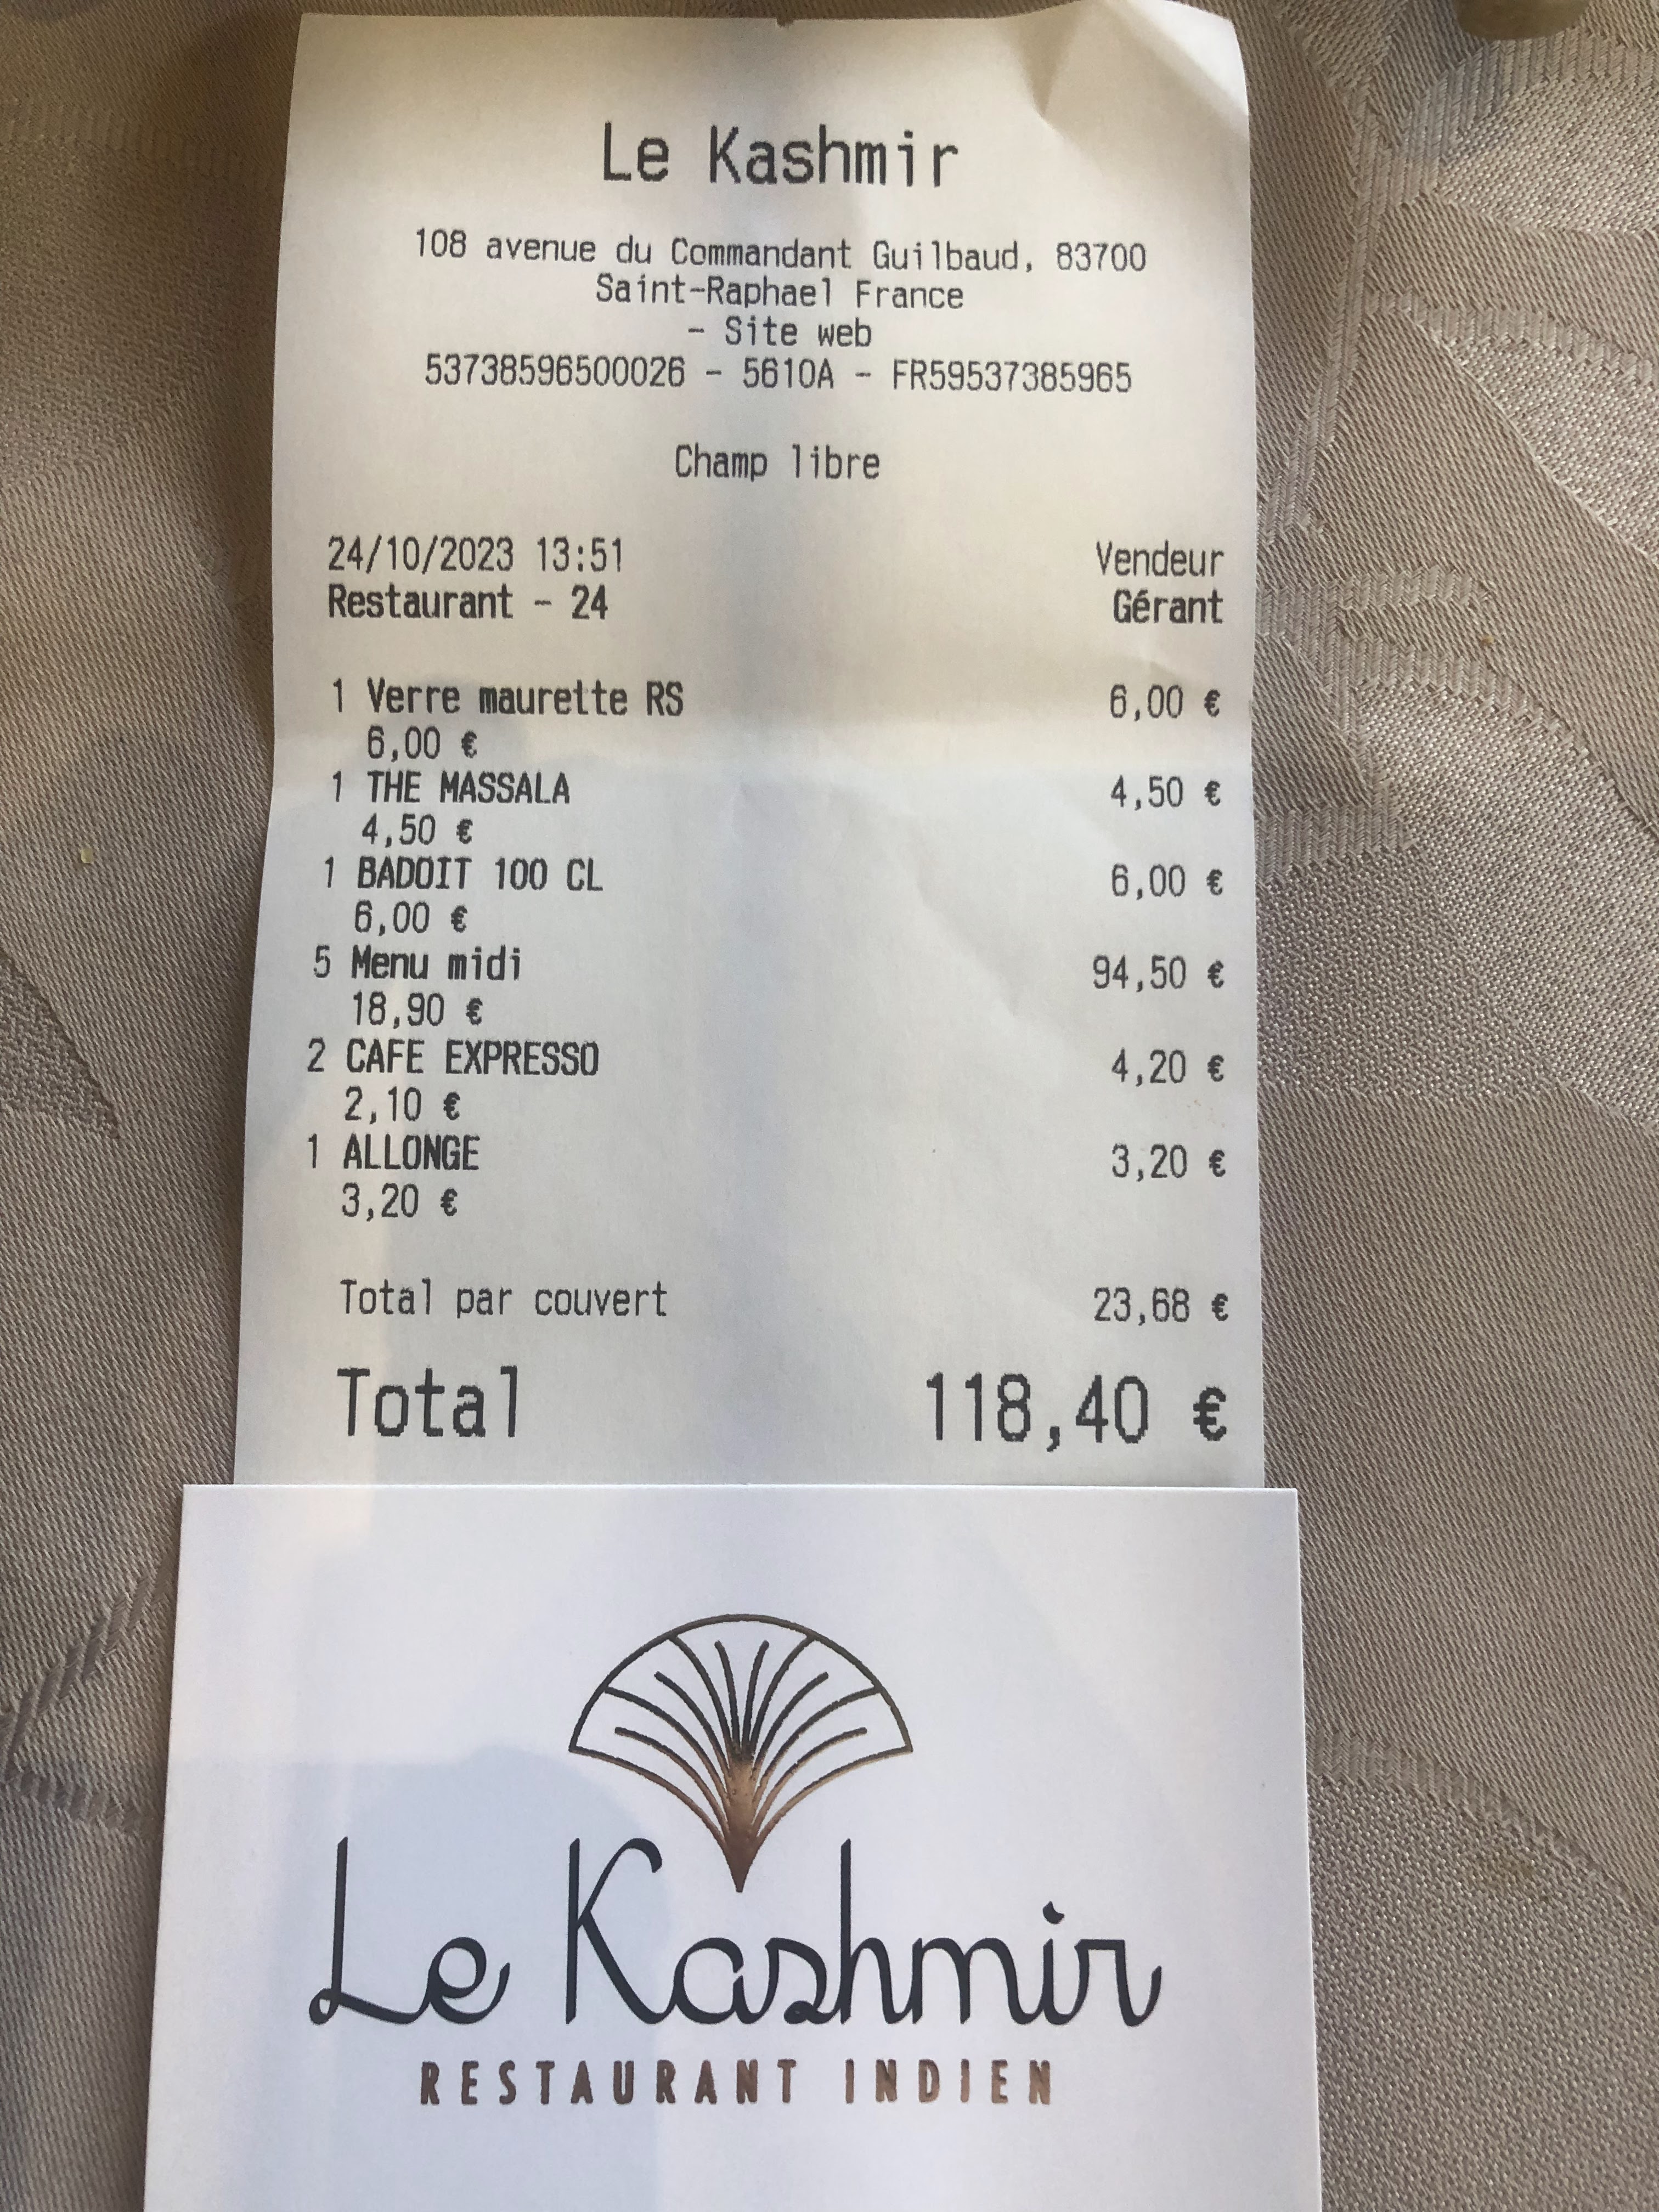 Le Kashmir
108 avenue du Commandant Guilbaud, 83700
Saint-Raphael France
- Site web
53738596500026 - 5610A - FR59537385965
Champ libre
24/10/2023 13:51 Vendeur
Restaurant - 24 Gérant
1 Verre maurette RS 6,00 €
6,00 €
1 THE MASSALA 4,50 €
4,50 €
1 BADOIT 100 CL 6,00 €
6,00 €
5 Menu midi 94,50 €
18,90 €
2 CAFE EXPRESSO 4,20 €
2,10 €
1 ALLONGE 3,20 €
3,20 €
Total par couvert 23,68 €
Total 118,40 €
Le Kashmir
RESTAURANT INDIEN